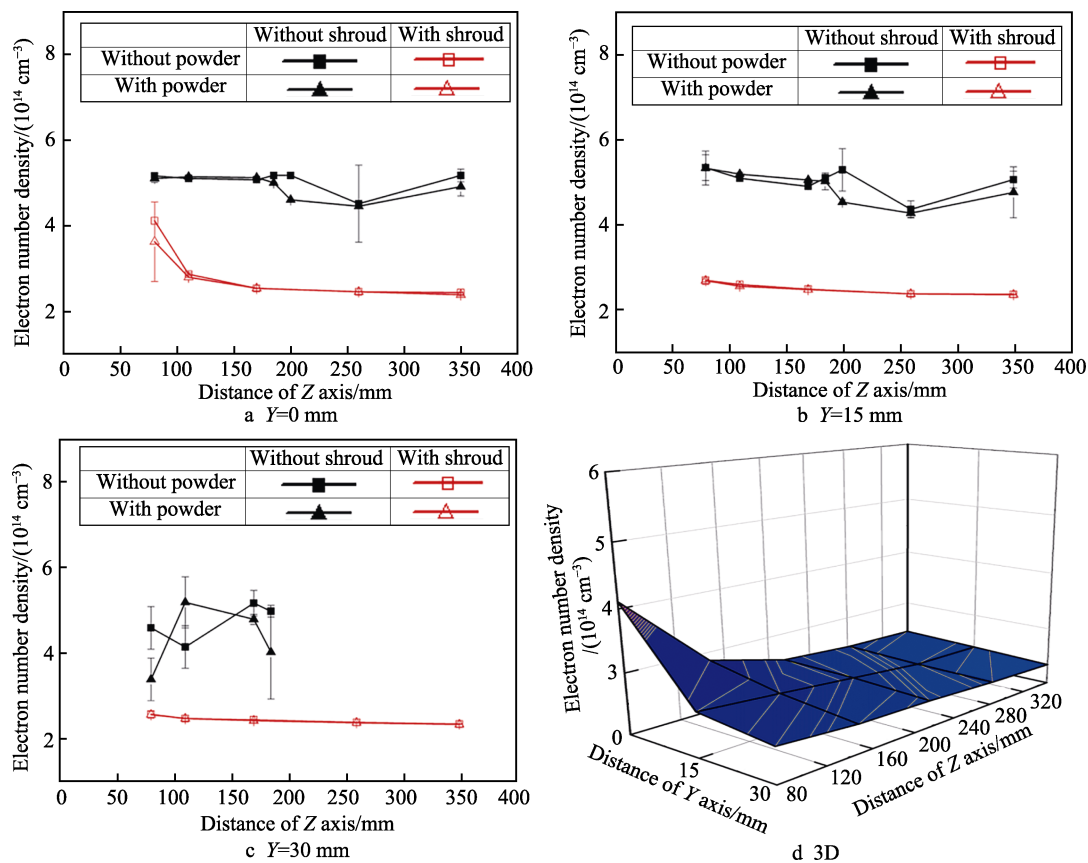 Without shroud With shroud
Without powder
With powder
Electron number density/(10¹⁴ cm⁻³)
8
6
4
2
0 50 100 150 200 250 300 350 400
Distance of Z axis/mm
a Y=0 mm
Without shroud With shroud
Without powder
With powder
Electron number density/(10¹⁴ cm⁻³)
8
6
4
2
0 50 100 150 200 250 300 350 400
Distance of Z axis/mm
b Y=15 mm
Without shroud With shroud
Without powder
With powder
Electron number density/(10¹⁴ cm⁻³)
8
6
4
2
0 50 100 150 200 250 300 350 400
Distance of Z axis/mm
c Y=30 mm
Electron number density
/(10¹⁴ cm⁻³)
6
5
4
3
0
15
30
Distance of Y axis/mm
80
120
160
200
240
280
320
Distance of Z axis/mm
d 3D